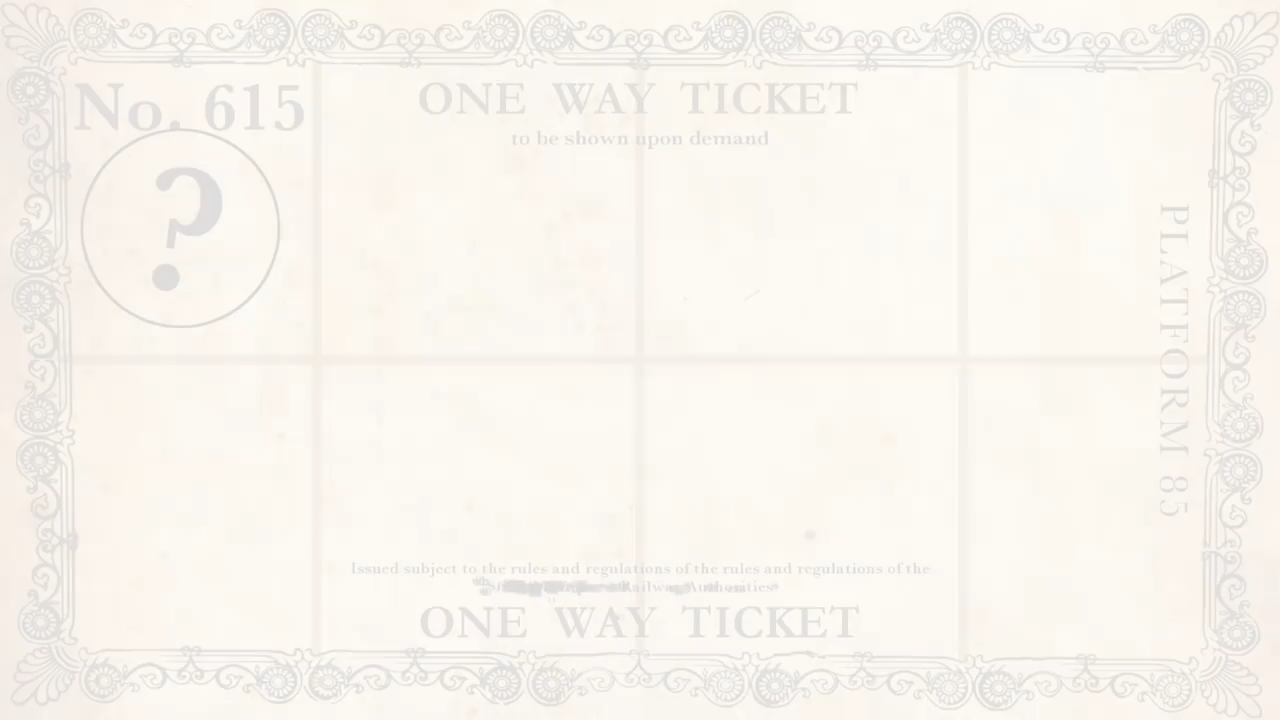 No. 615
?
ONE WAY TICKET
to be shown upon demand
PLATFORM 85
Issued subject to the rules and regulations of the rules and regulations of the
Railway Authorities
ONE WAY TICKET